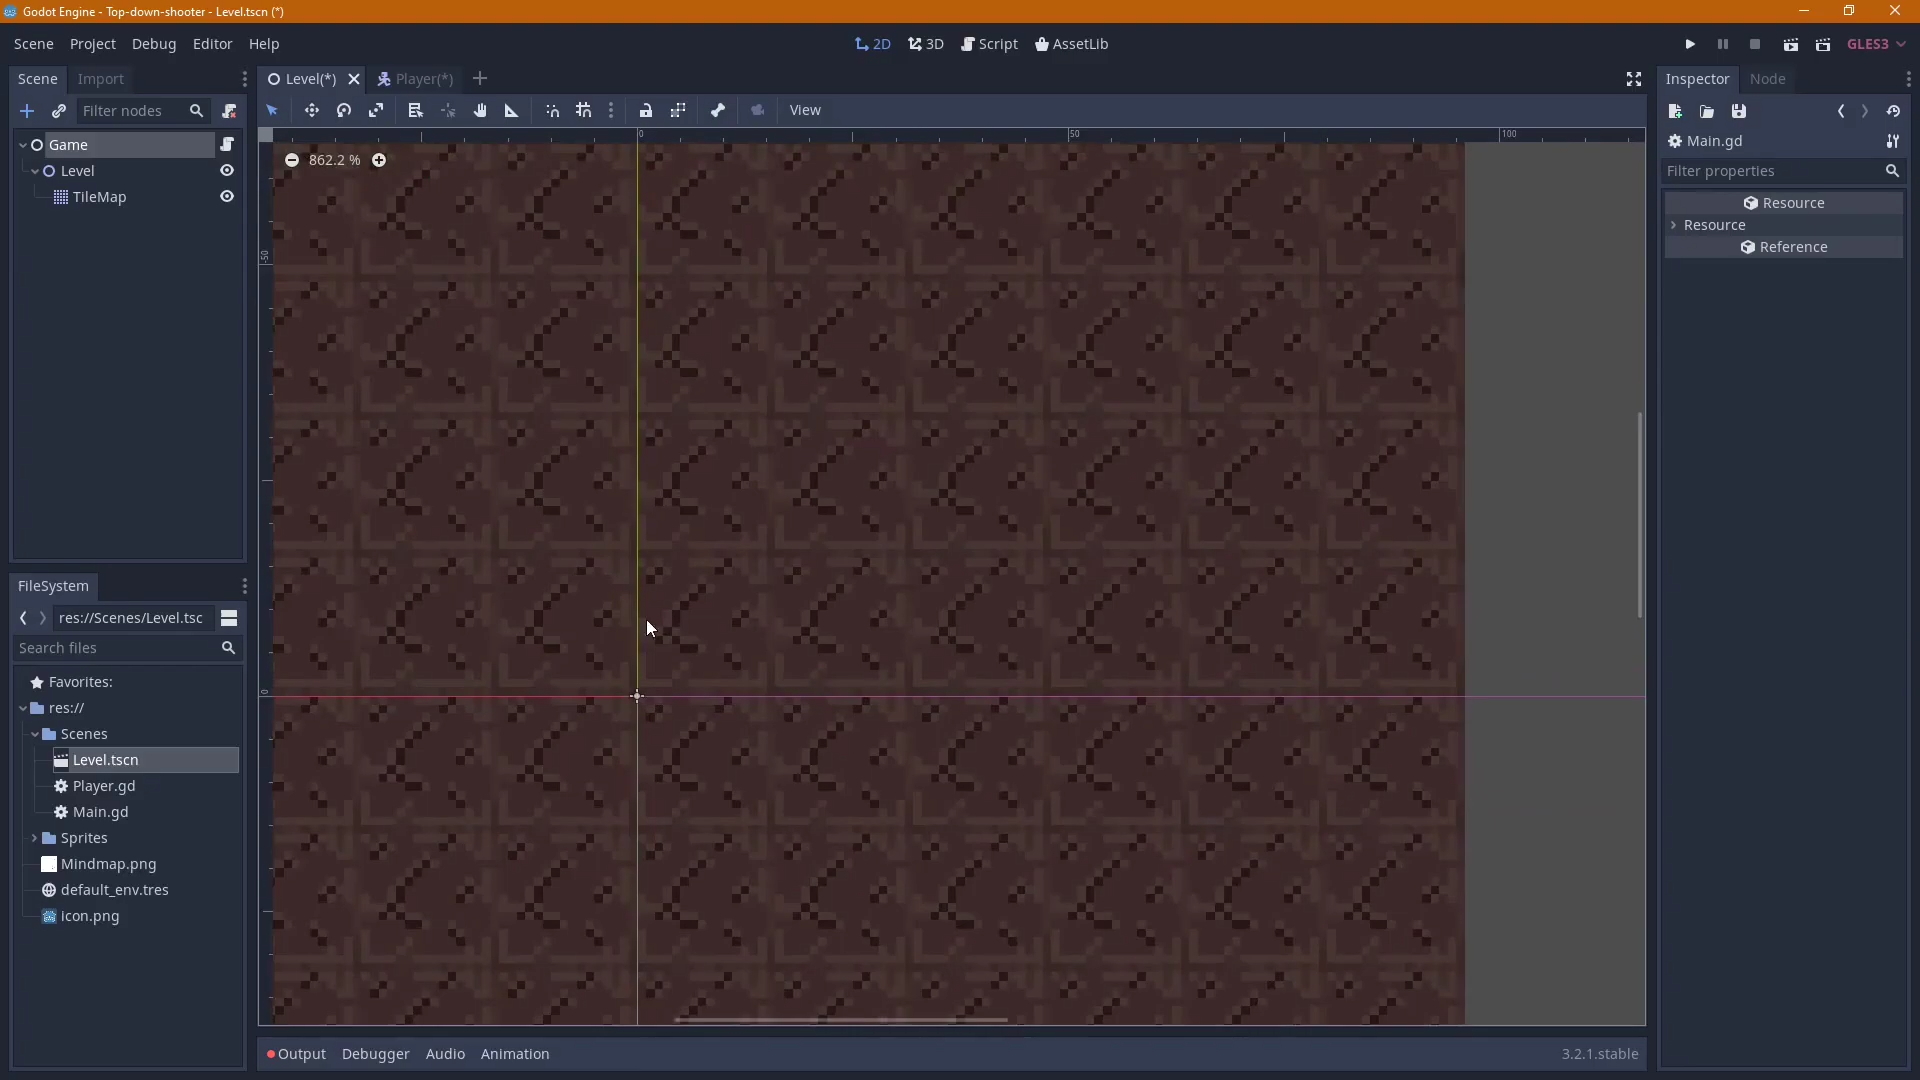 Godot Engine - Top-down-shooter - Level.tscn (*)
Scene Project Debug Editor Help
2D 3D Script AssetLib
GLES3
Scene Import
Level(*) Player(*)
Inspector Node
Filter nodes
View
Game
Level
TileMap
862.2 %
0 50 100
-50
0
Main.gd
Filter properties
Resource
Resource
Reference
FileSystem
res://Scenes/Level.tsc
Search files
Favorites:
res://
Scenes
Level.tscn
Player.gd
Main.gd
Sprites
Mindmap.png
default_env.tres
icon.png
Output Debugger Audio Animation
3.2.1.stable